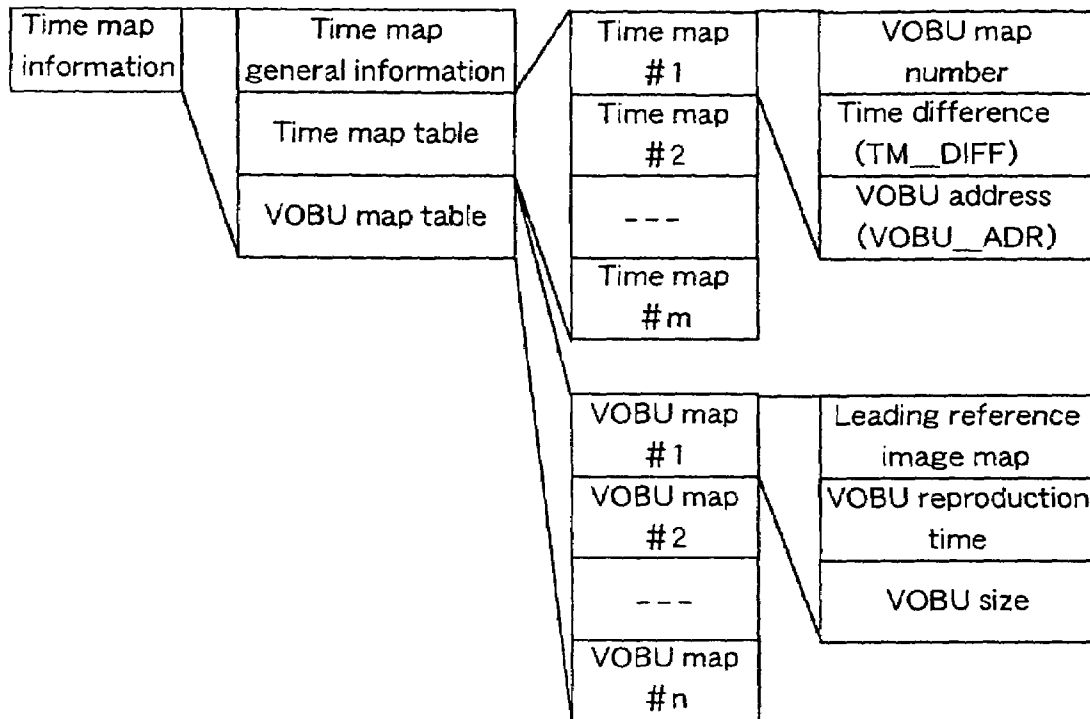 Time map
information
Time map
general information
Time map table
VOBU map table
Time map
#1
Time map
#2
---
Time map
#m
VOBU map
number
Time difference
(TM__DIFF)
VOBU address
(VOBU__ADR)
VOBU map
#1
VOBU map
#2
---
VOBU map
#n
Leading reference
image map
VOBU reproduction
time
VOBU size